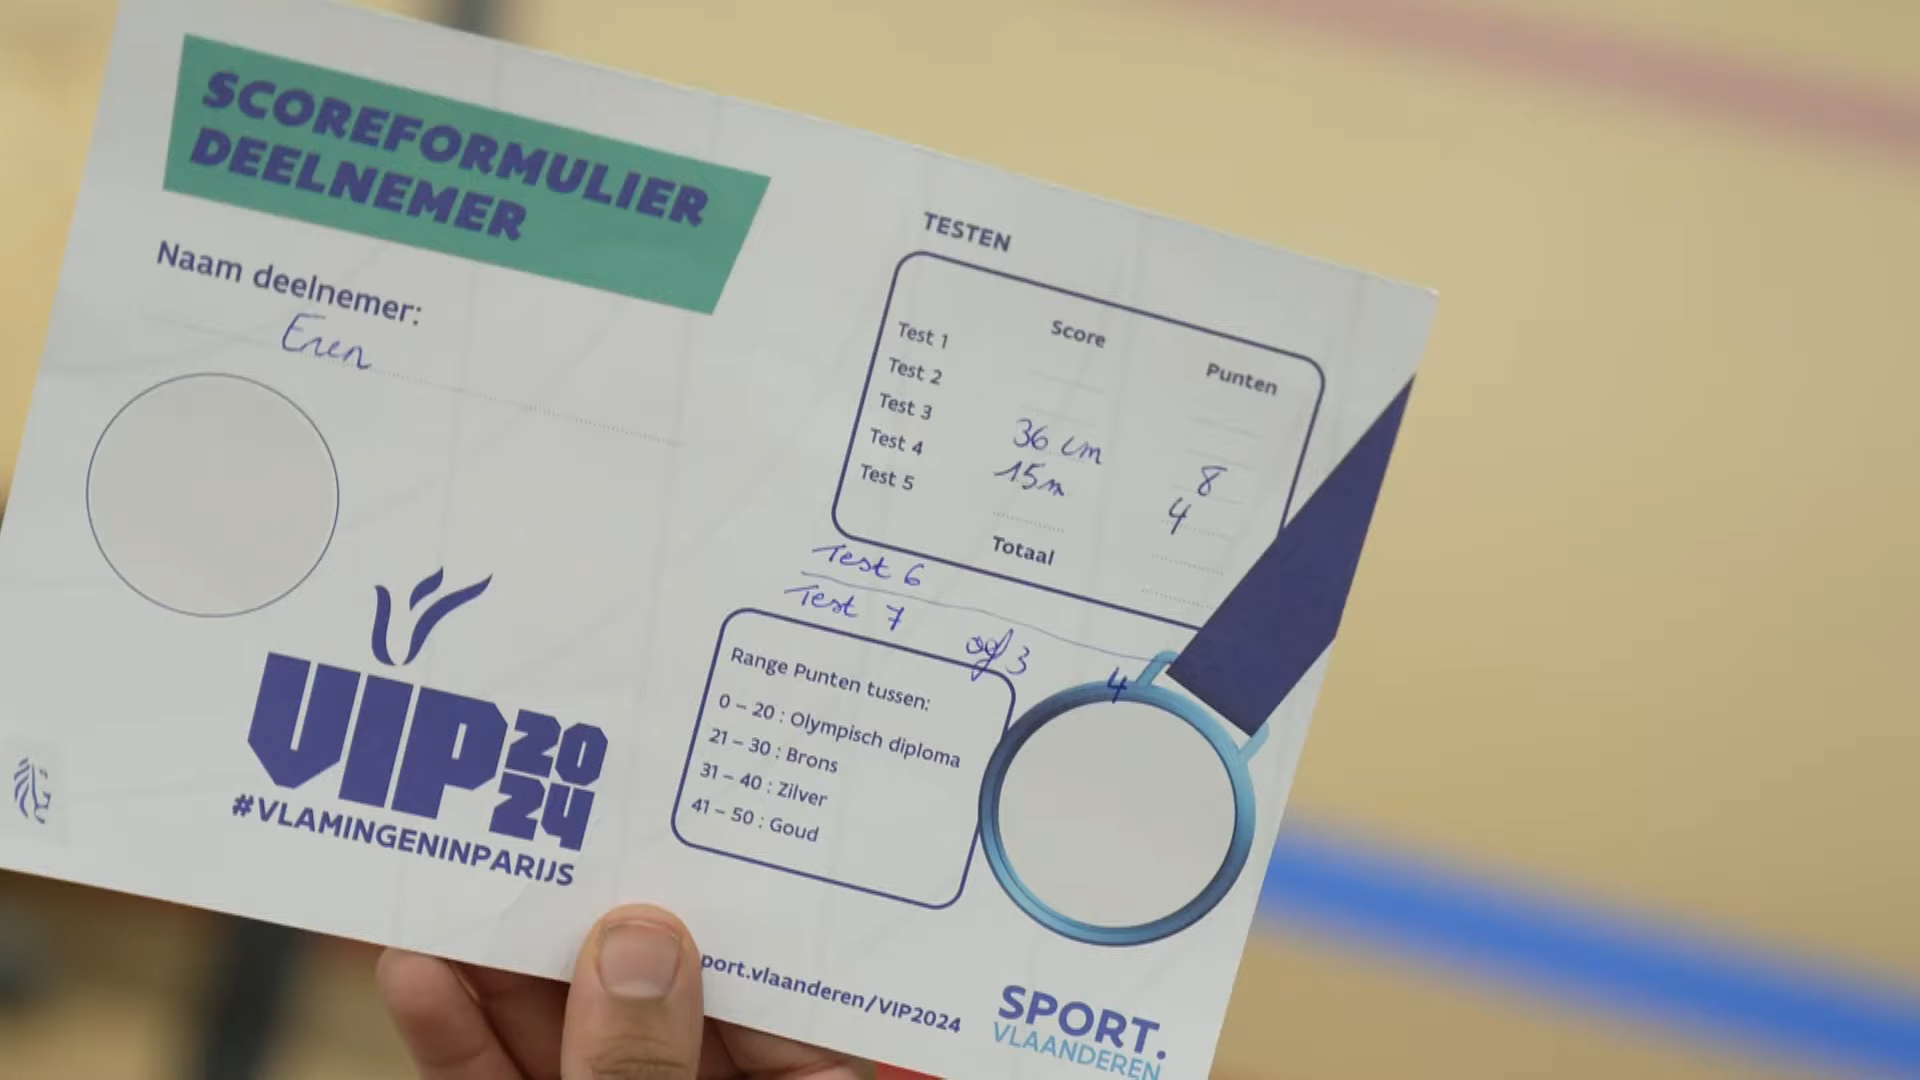 SCOREFORMULIER
DEELNEMER
Naam deelnemer:
Eren
VIP 2024
#VLAMINGENINPARIJS
TESTEN
Score Punten
Test 1
Test 2
Test 3 36 cm 8
Test 4 15m 4
Test 5
Totaal
Test 6
Test 7 3 4
Range Punten tussen:
0 – 20 : Olympisch diploma
21 – 30 : Brons
31 – 40 : Zilver
41 – 50 : Goud
port.vlaanderen/VIP2024
SPORT.
VLAANDEREN